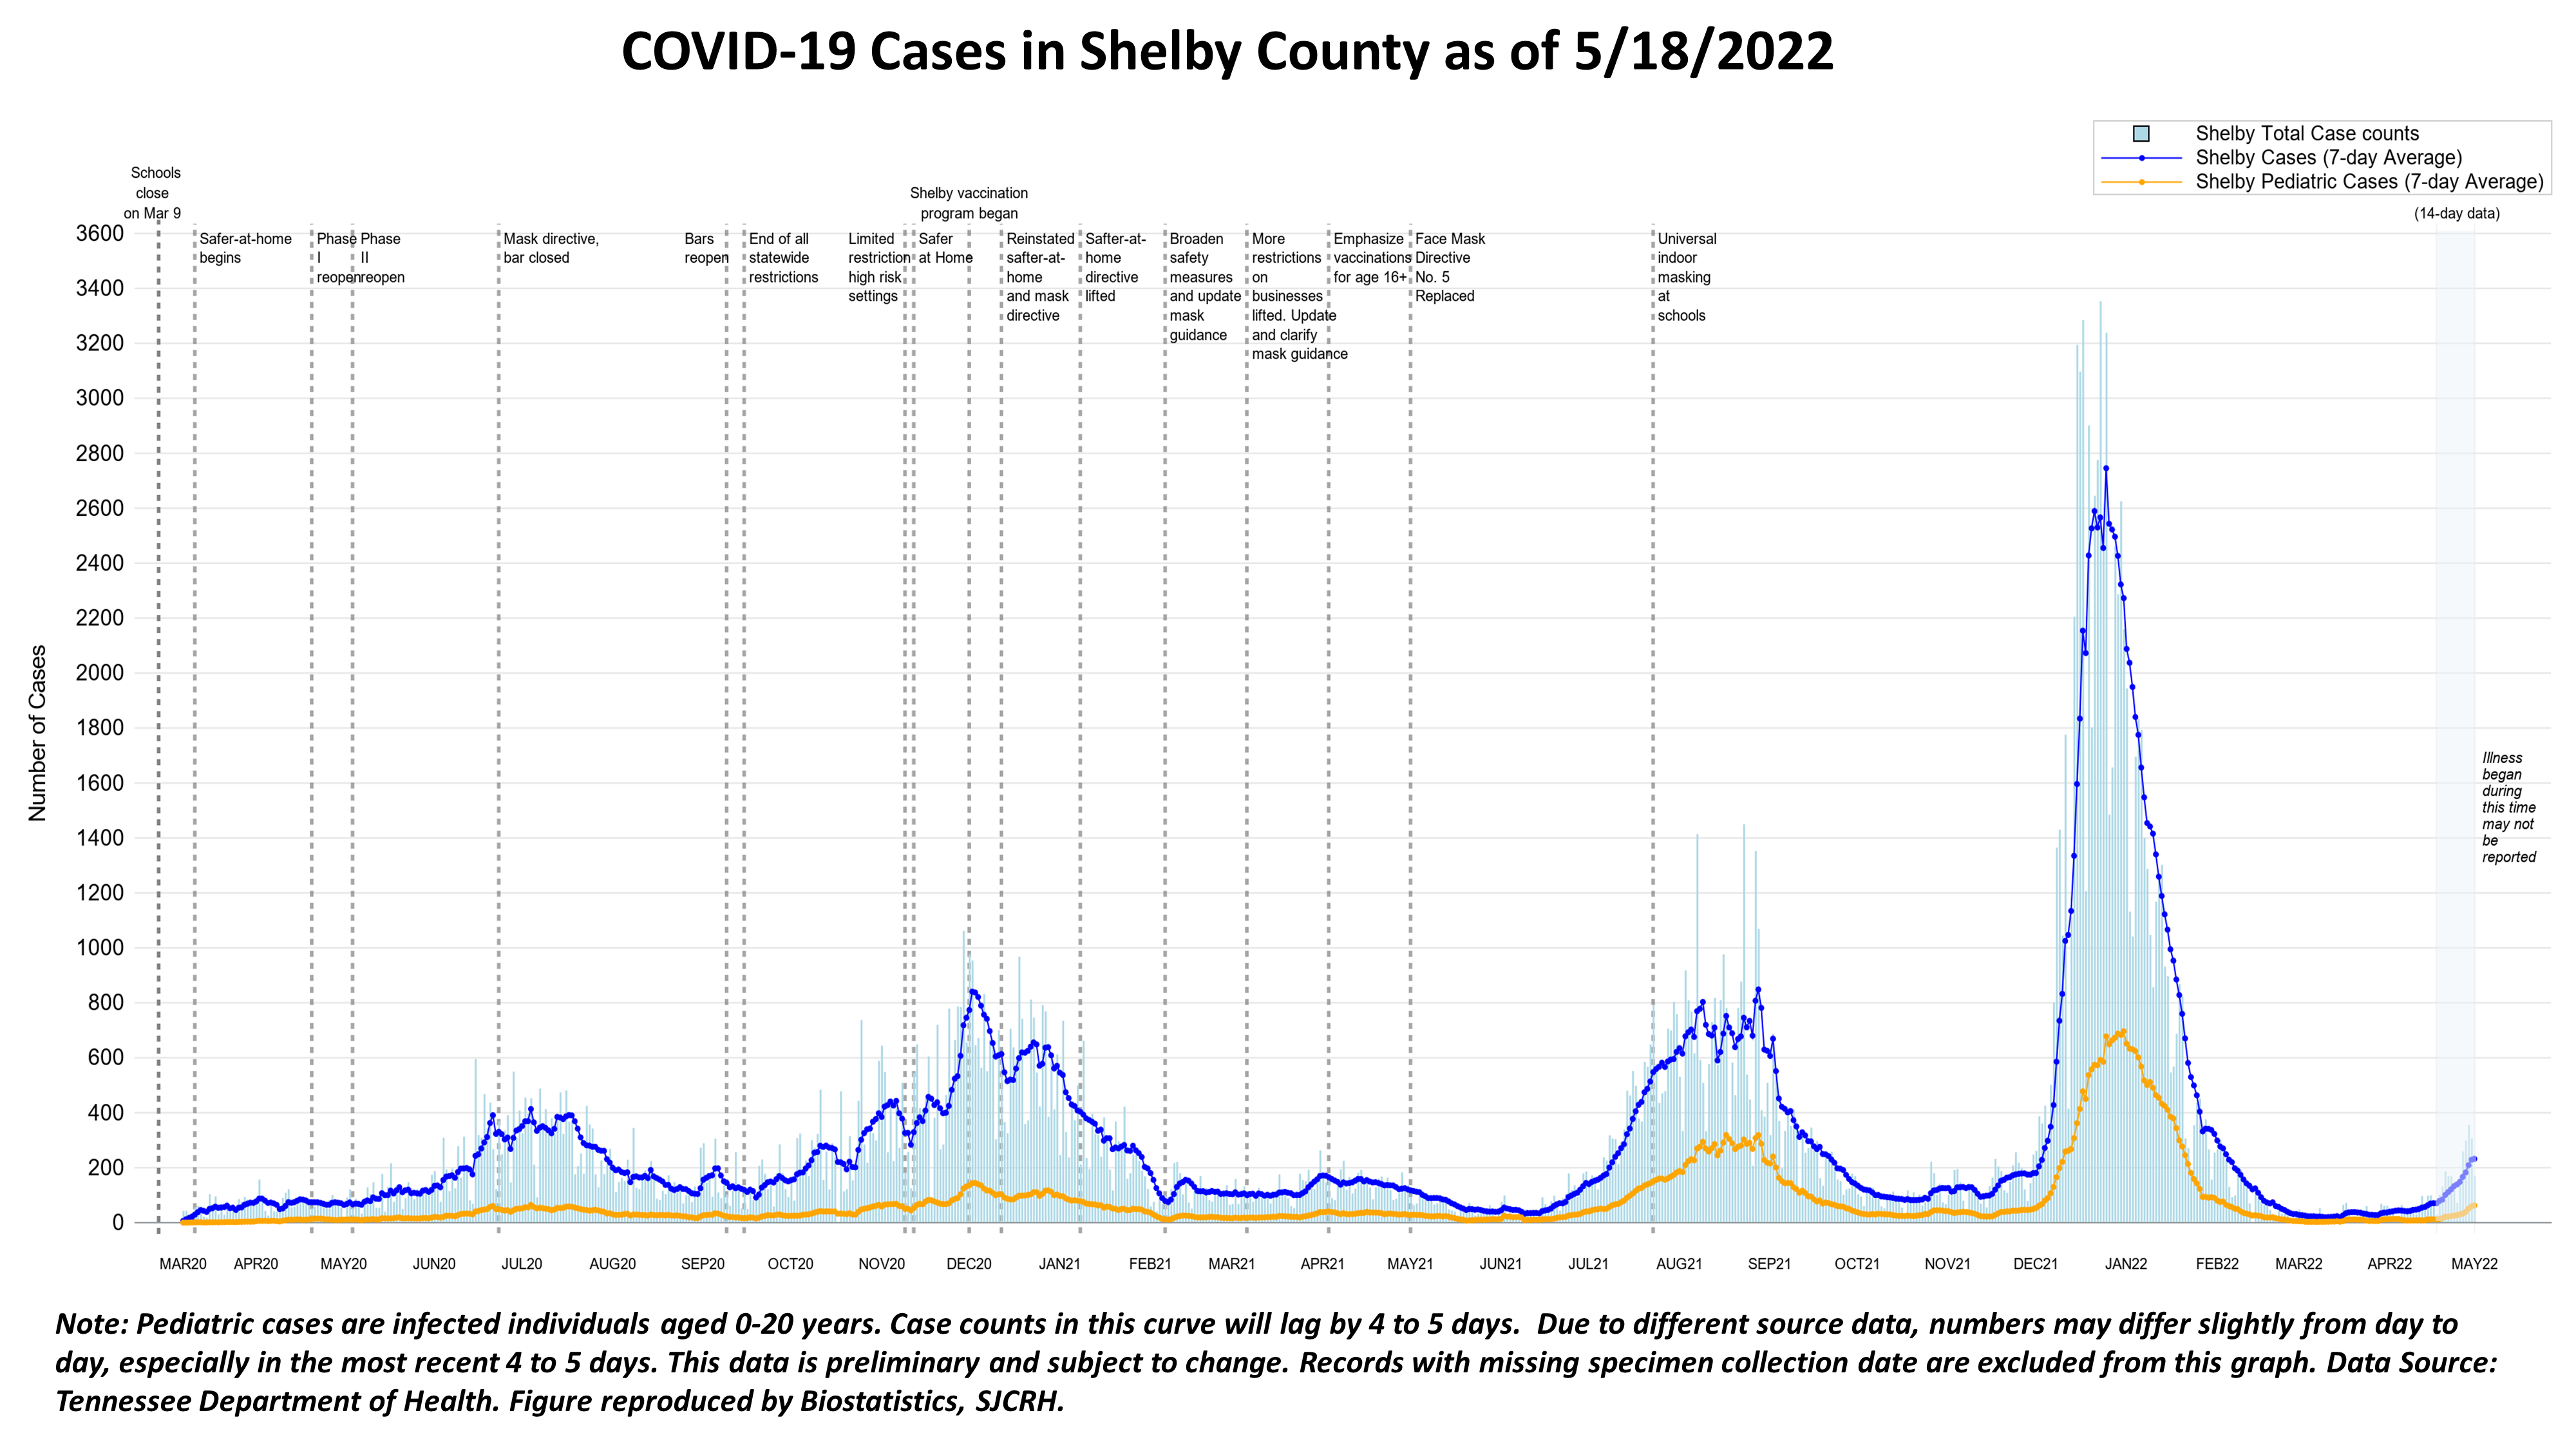 COVID-19 Cases in Shelby County as of 5/18/2022
Shelby Total Case counts
Shelby Cases (7-day Average)
Shelby Pediatric Cases (7-day Average)
(14-day data)
Schools
close
on Mar 9
Safer-at-home
begins
Phase
I
reopen
Phase
II
reopen
Mask directive,
bar closed
Bars
reopen
End of all
statewide
restrictions
Limited
restriction
high risk
settings
Safer
at Home
Shelby vaccination
program began
Reinstated
safter-at-
home
and mask
directive
Safter-at-
home
directive
lifted
Broaden
safety
measures
and update
mask
guidance
More
restrictions
on
businesses
lifted. Update
and clarify
mask guidance
Emphasize
vaccinations
for age 16+
Face Mask
Directive
No. 5
Replaced
Universal
indoor
masking
at
schools
Illness
began
during
this time
may not
be
reported
Number of Cases
3600
3400
3200
3000
2800
2600
2400
2200
2000
1800
1600
1400
1200
1000
800
600
400
200
0
MAR20 APR20 MAY20 JUN20 JUL20 AUG20 SEP20 OCT20 NOV20 DEC20 JAN21 FEB21 MAR21 APR21 MAY21 JUN21 JUL21 AUG21 SEP21 OCT21 NOV21 DEC21 JAN22 FEB22 MAR22 APR22 MAY22
Note: Pediatric cases are infected individuals aged 0-20 years. Case counts in this curve will lag by 4 to 5 days.  Due to different source data, numbers may differ slightly from day to
day, especially in the most recent 4 to 5 days. This data is preliminary and subject to change. Records with missing specimen collection date are excluded from this graph. Data Source:
Tennessee Department of Health. Figure reproduced by Biostatistics, SJCRH.